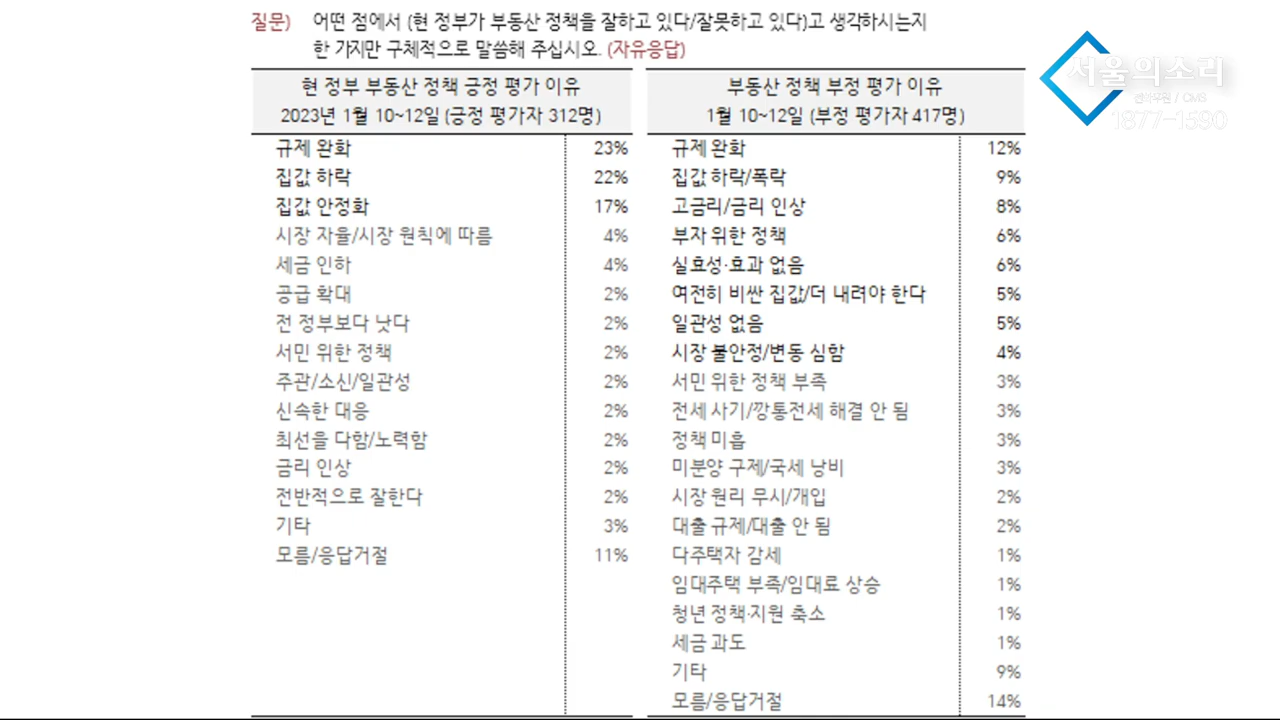 질문) 어떤 점에서 (현 정부가 부동산 정책을 잘하고 있다/잘못하고 있다)고 생각하시는지
한 가지만 구체적으로 말씀해 주십시오. (자유응답)
현 정부 부동산 정책 긍정 평가 이유
2023년 1월 10~12일 (긍정 평가자 312명)
규제 완화 23%
집값 하락 22%
집값 안정화 17%
시장 자율/시장 원칙에 따름 4%
세금 인하 4%
공급 확대 2%
전 정부보다 낫다 2%
서민 위한 정책 2%
주관/소신/일관성 2%
신속한 대응 2%
최선을 다함/노력함 2%
금리 인상 2%
전반적으로 잘한다 2%
기타 3%
모름/응답거절 11%
부동산 정책 부정 평가 이유
1월 10~12일 (부정 평가자 417명)
규제 완화 12%
집값 하락/폭락 9%
고금리/금리 인상 8%
부자 위한 정책 6%
실효성·효과 없음 6%
여전히 비싼 집값/더 내려야 한다 5%
일관성 없음 5%
시장 불안정/변동 심함 4%
서민 위한 정책 부족 3%
전세 사기/깡통전세 해결 안 됨 3%
정책 미흡 3%
미분양 구제/국세 낭비 3%
시장 원리 무시/개입 2%
대출 규제/대출 안 됨 2%
다주택자 감세 1%
임대주택 부족/임대료 상승 1%
청년 정책·지원 축소 1%
세금 과도 1%
기타 9%
모름/응답거절 14%
서울의소리
정기후원 / CMS
1877-1580